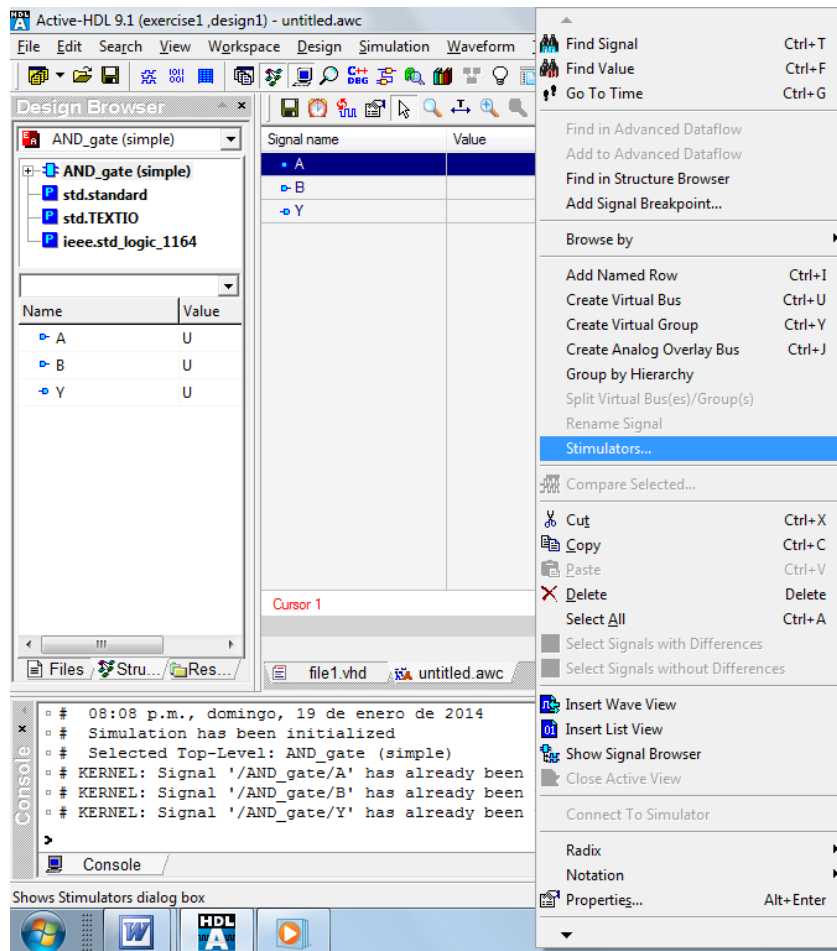 Active-HDL 9.1 (exercise1 ,design1) - untitled.awc
File Edit Search View Workspace Design Simulation Waveform
Design Browser
AND_gate (simple)
AND_gate (simple)
std.standard
std.TEXTIO
ieee.std_logic_1164
Name Value
A U
B U
Y U
Files Stru... Res...
Signal name Value
A
B
Y
Cursor 1
file1.vhd untitled.awc
Find Signal Ctrl+T
Find Value Ctrl+F
Go To Time Ctrl+G
Find in Advanced Dataflow
Add to Advanced Dataflow
Find in Structure Browser
Add Signal Breakpoint...
Browse by
Add Named Row Ctrl+I
Create Virtual Bus Ctrl+U
Create Virtual Group Ctrl+Y
Create Analog Overlay Bus Ctrl+J
Group by Hierarchy
Split Virtual Bus(es)/Group(s)
Rename Signal
Stimulators...
Compare Selected...
Cut Ctrl+X
Copy Ctrl+C
Paste Ctrl+V
Delete Delete
Select All Ctrl+A
Select Signals with Differences
Select Signals without Differences
Insert Wave View
Insert List View
Show Signal Browser
Close Active View
Connect To Simulator
Radix
Notation
Properties... Alt+Enter
# 08:08 p.m., domingo, 19 de enero de 2014
# Simulation has been initialized
# Selected Top-Level: AND_gate (simple)
# KERNEL: Signal '/AND_gate/A' has already been
# KERNEL: Signal '/AND_gate/B' has already been
# KERNEL: Signal '/AND_gate/Y' has already been
>
Console
Console
Shows Stimulators dialog box
W HDL